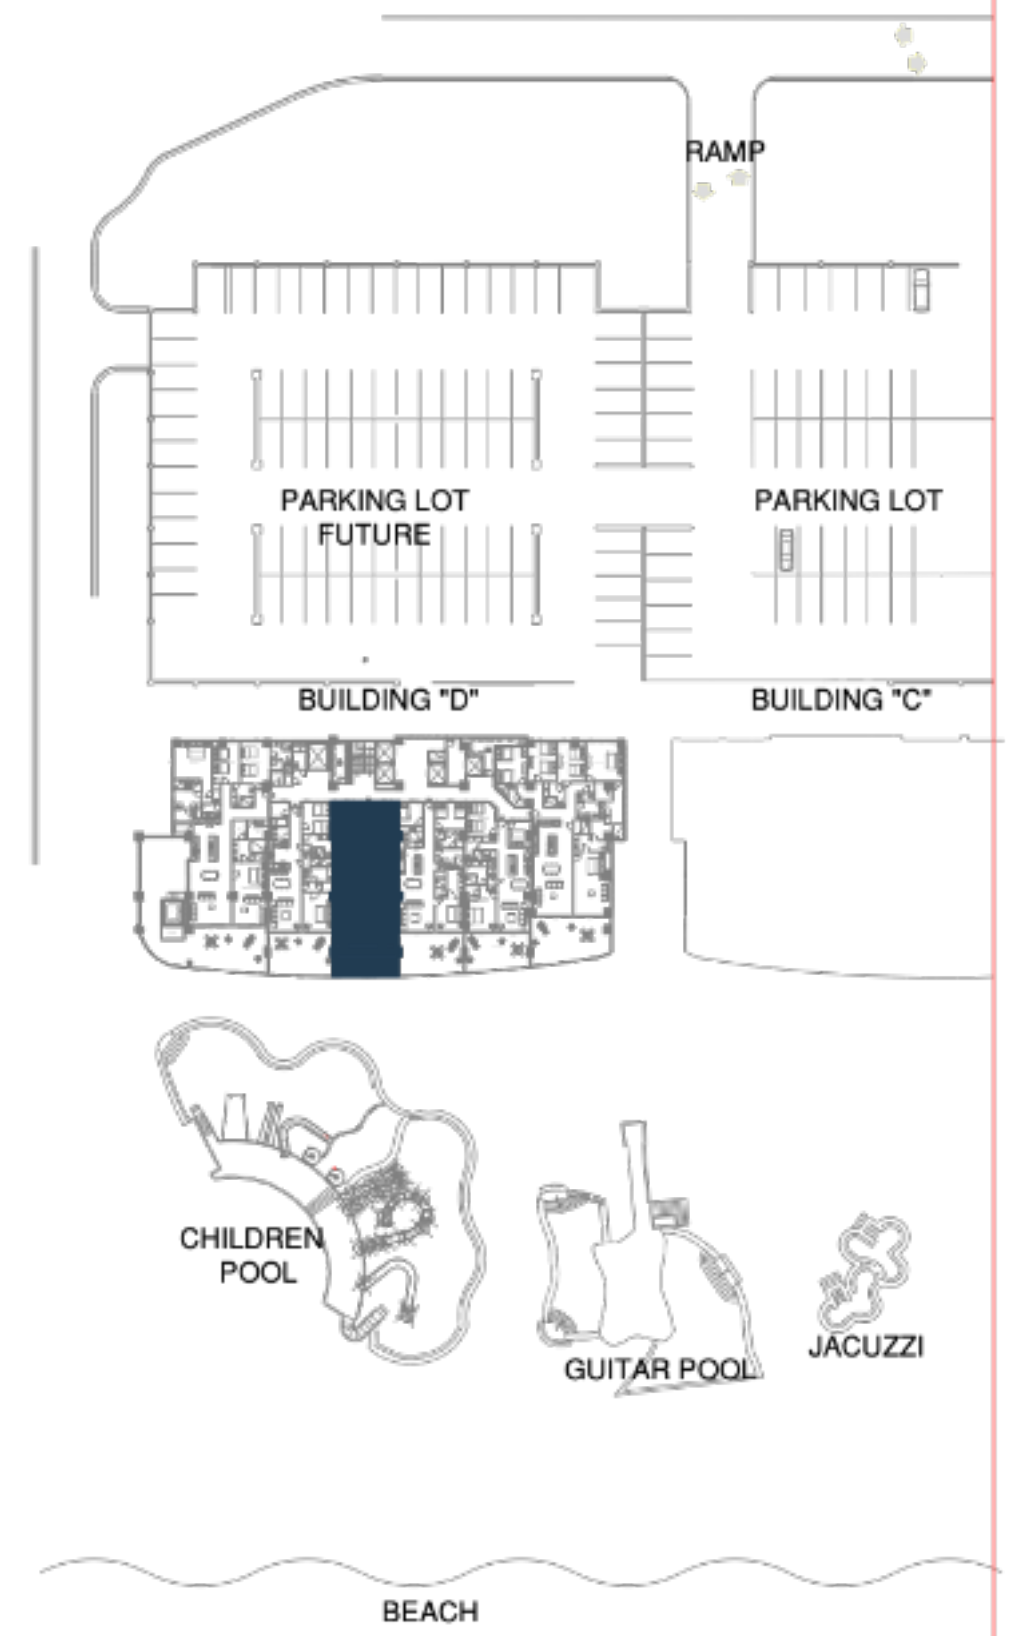 RAMP
PARKING LOT
FUTURE
PARKING LOT
BUILDING "D"
BUILDING "C"
CHILDREN
POOL
GUITAR POOL
JACUZZI
BEACH